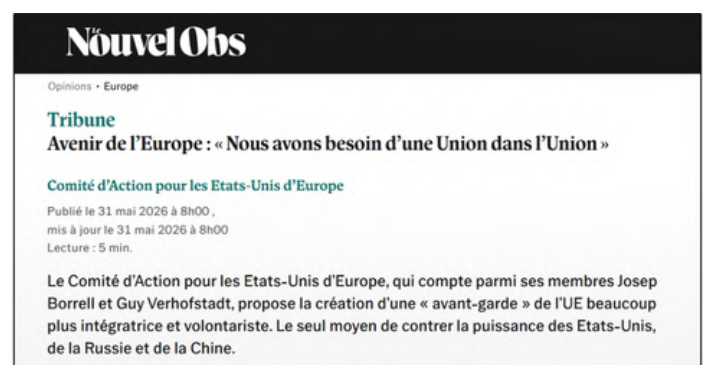 Le Nouvel Obs
Opinions • Europe
Tribune
Avenir de l'Europe : « Nous avons besoin d'une Union dans l'Union »
Comité d'Action pour les Etats-Unis d'Europe
Publié le 31 mai 2026 à 8h00 ,
mis à jour le 31 mai 2026 à 8h00
Lecture : 5 min.
Le Comité d'Action pour les Etats-Unis d'Europe, qui compte parmi ses membres Josep
Borrell et Guy Verhofstadt, propose la création d'une « avant-garde » de l'UE beaucoup
plus intégratrice et volontariste. Le seul moyen de contrer la puissance des Etats-Unis,
de la Russie et de la Chine.